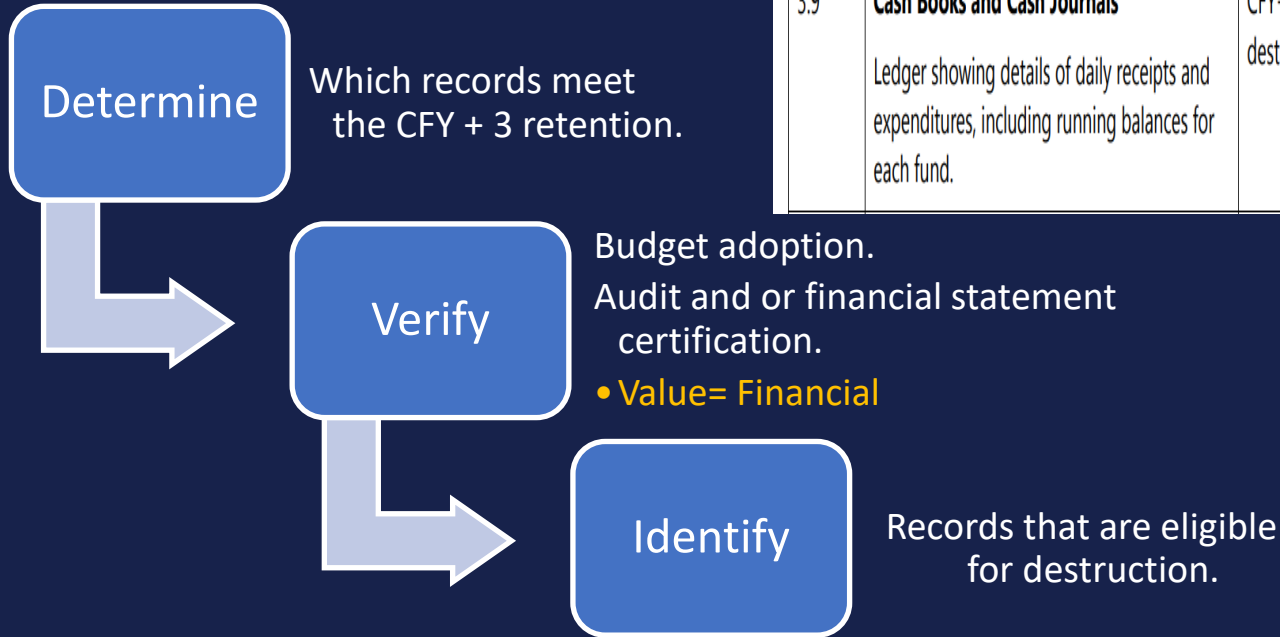 Determine
Which records meet
the CFY + 3 retention.
3.9
Cash Books and Cash Journals
Ledger showing details of daily receipts and
expenditures, including running balances for
each fund.
Verify
Budget adoption.
Audit and or financial statement
certification.
• Value= Financial
Identify
Records that are eligible
for destruction.